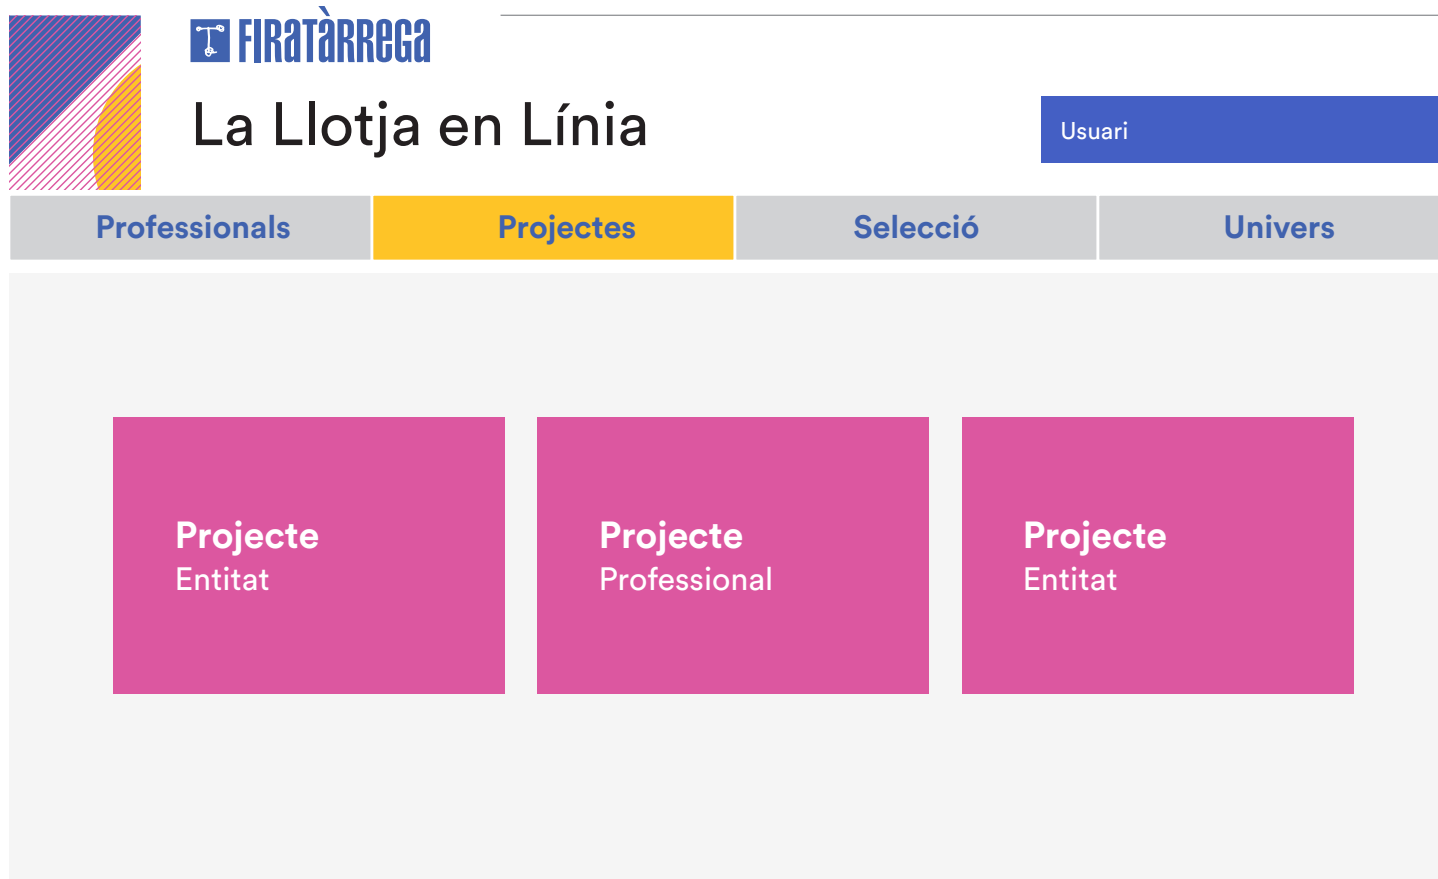 FIRATÀRREGA
La Llotja en Línia
Usuari
Professionals
Projectes
Selecció
Univers
Projecte
Entitat
Projecte
Professional
Projecte
Entitat